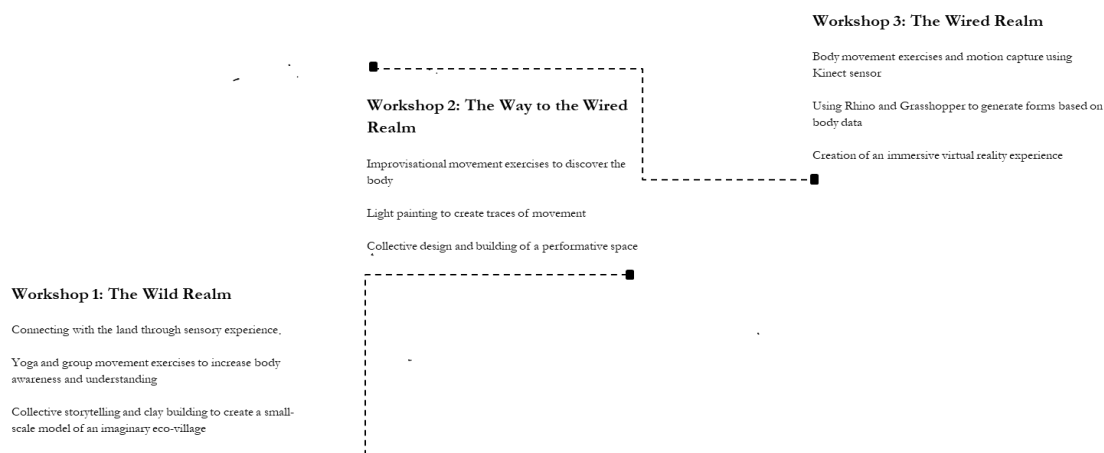 Workshop 3: The Wired Realm
Body movement exercises and motion capture using
Kinect sensor
Using Rhino and Grasshopper to generate forms based on
body data
Creation of an immersive virtual reality experience
Workshop 2: The Way to the Wired
Realm
Improvisational movement exercises to discover the
body
Light painting to create traces of movement
Collective design and building of a performative space
Workshop 1: The Wild Realm
Connecting with the land through sensory experience.
Yoga and group movement exercises to increase body
awareness and understanding
Collective storytelling and clay building to create a small-
scale model of an imaginary eco-village